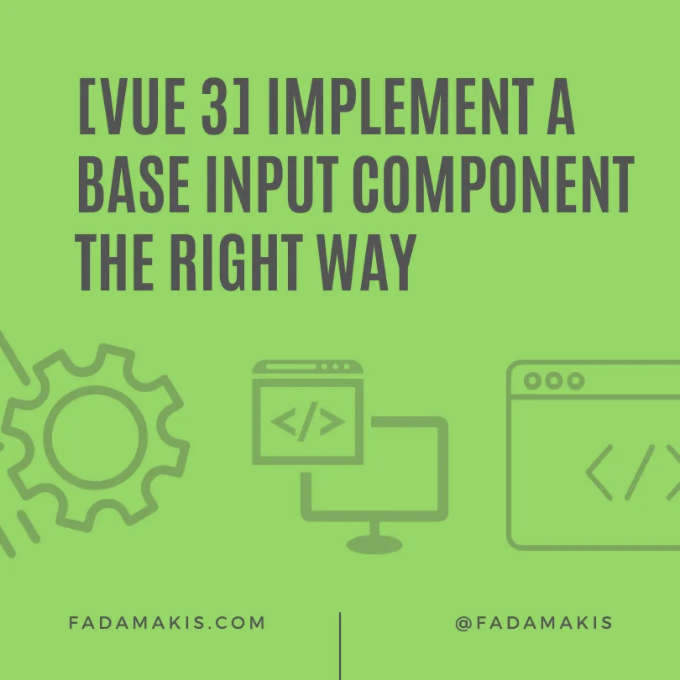 [VUE 3] IMPLEMENT A
BASE INPUT COMPONENT
THE RIGHT WAY
</>
</>
FADAMAKIS.COM
@FADAMAKIS